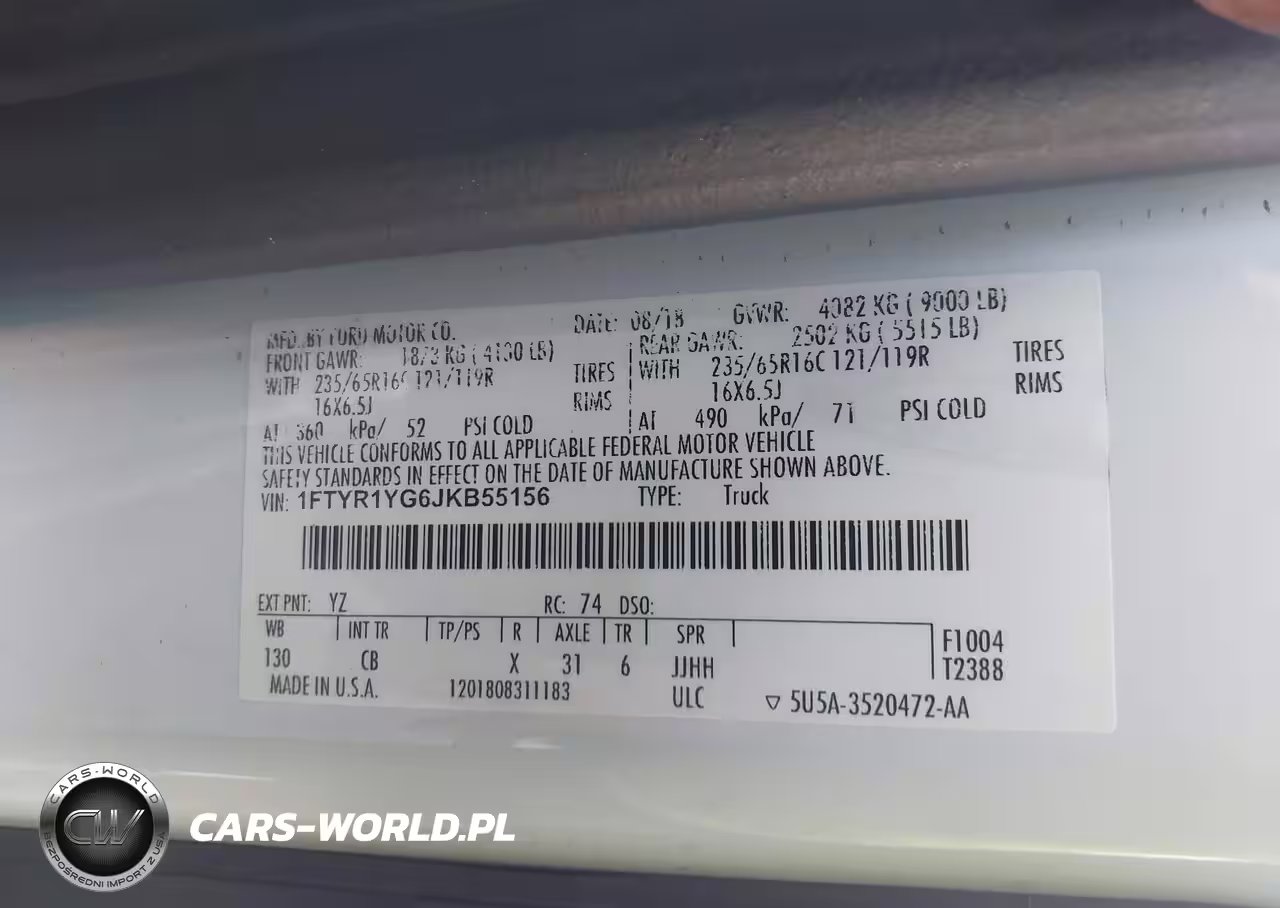 MFD. BY FORD MOTOR CO. DATE: 08/18 GVWR: 4082 KG ( 9000 LB)
FRONT GAWR: 1873 KG ( 4130 LB) REAR GAWR: 2502 KG ( 5515 LB)
WITH 235/65R16C 121/119R TIRES WITH 235/65R16C 121/119R TIRES
16X6.5J RIMS 16X6.5J RIMS
AT 360 kPa/ 52 PSI COLD AT 490 kPa/ 71 PSI COLD
THIS VEHICLE CONFORMS TO ALL APPLICABLE FEDERAL MOTOR VEHICLE
SAFETY STANDARDS IN EFFECT ON THE DATE OF MANUFACTURE SHOWN ABOVE.
VIN: 1FTYR1YG6JKB55156 TYPE: Truck
EXT PNT: YZ RC: 74 DSO:
WB INT TR TP/PS R AXLE TR SPR
F1004
130 CB X 31 6 JJHH
T2388
MADE IN U.S.A. 1201808311183 ULC ▽ 5U5A-3520472-AA
CARS-WORLD
CW
BEZPOŚREDNI IMPORT Z USA
CARS-WORLD.PL